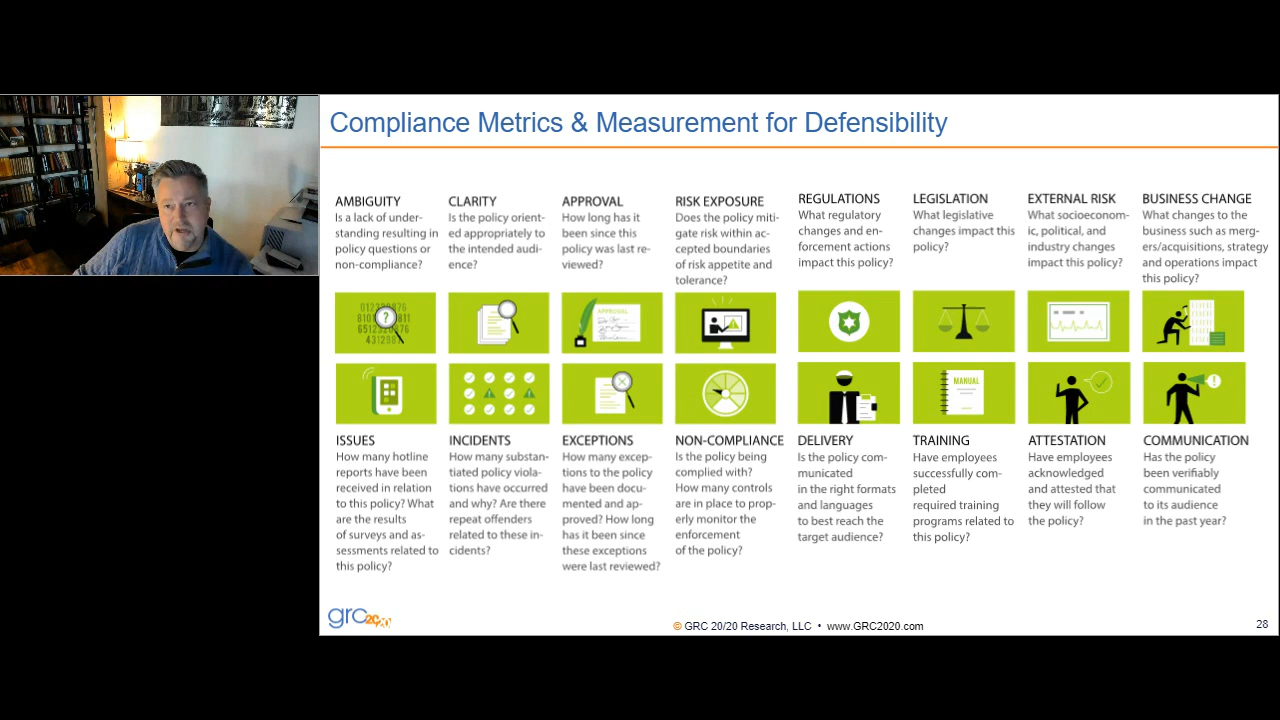 Compliance Metrics & Measurement for Defensibility
AMBIGUITY
Is a lack of under-
standing resulting in
policy questions or
non-compliance?
CLARITY
Is the policy orient-
ed appropriately to
the intended audi-
ence?
APPROVAL
How long has it
been since this
policy was last re-
viewed?
RISK EXPOSURE
Does the policy miti-
gate risk within ac-
cepted boundaries
of risk appetite and
tolerance?
REGULATIONS
What regulatory
changes and en-
forcement actions
impact this policy?
LEGISLATION
What legislative
changes impact this
policy?
EXTERNAL RISK
What socioeconom-
ic, political, and
industry changes
impact this policy?
BUSINESS CHANGE
What changes to the
business such as merg-
ers/acquisitions, strategy
and operations impact
this policy?
?
APPROVAL
MANUAL
!
ISSUES
How many hotline
reports have been
received in relation
to this policy? What
are the results
of surveys and as-
sessments related to
this policy?
INCIDENTS
How many substan-
tiated policy viola-
tions have occurred
and why? Are there
repeat offenders
related to these in-
cidents?
EXCEPTIONS
How many excep-
tions to the policy
have been docu-
mented and ap-
proved? How long
has it been since
these exceptions
were last reviewed?
NON-COMPLIANCE
Is the policy being
complied with?
How many controls
are in place to prop-
erly monitor the
enforcement
of the policy?
DELIVERY
Is the policy com-
municated
in the right formats
and languages
to best reach the
target audience?
TRAINING
Have employees
successfully com-
pleted
required training
programs related to
this policy?
ATTESTATION
Have employees
acknowledged
and attested that
they will follow
the policy?
COMMUNICATION
Has the policy
been verifiably
communicated
to its audience
in the past year?
grc2020
© GRC 20/20 Research, LLC • www.GRC2020.com
28